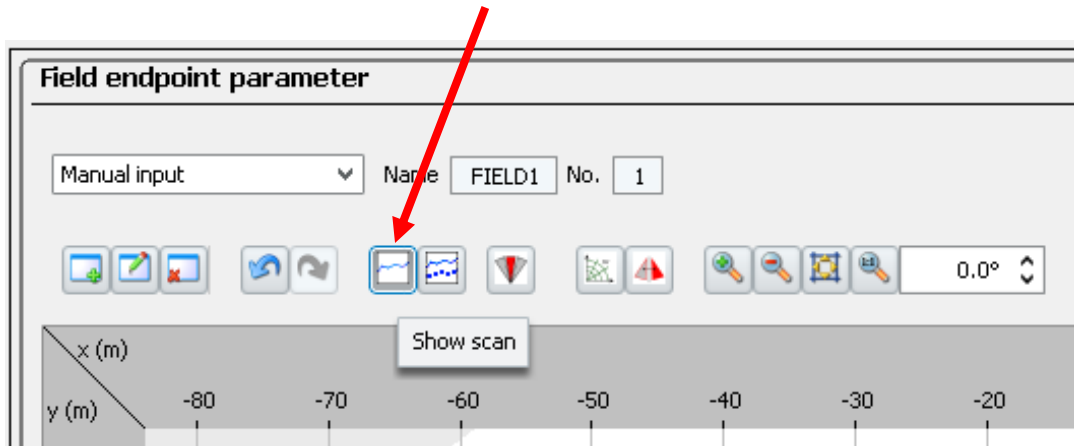 Field endpoint parameter
Manual input Name FIELD1 No. 1
0.0°
Show scan
x (m)
y (m) -80 -70 -60 -50 -40 -30 -20